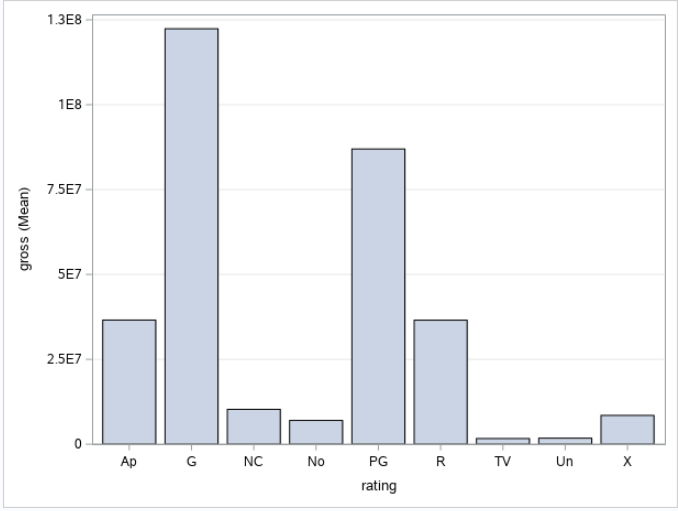 1.3E8
1E8
7.5E7
5E7
2.5E7
0
gross (Mean)
Ap G NC No PG R TV Un X
rating